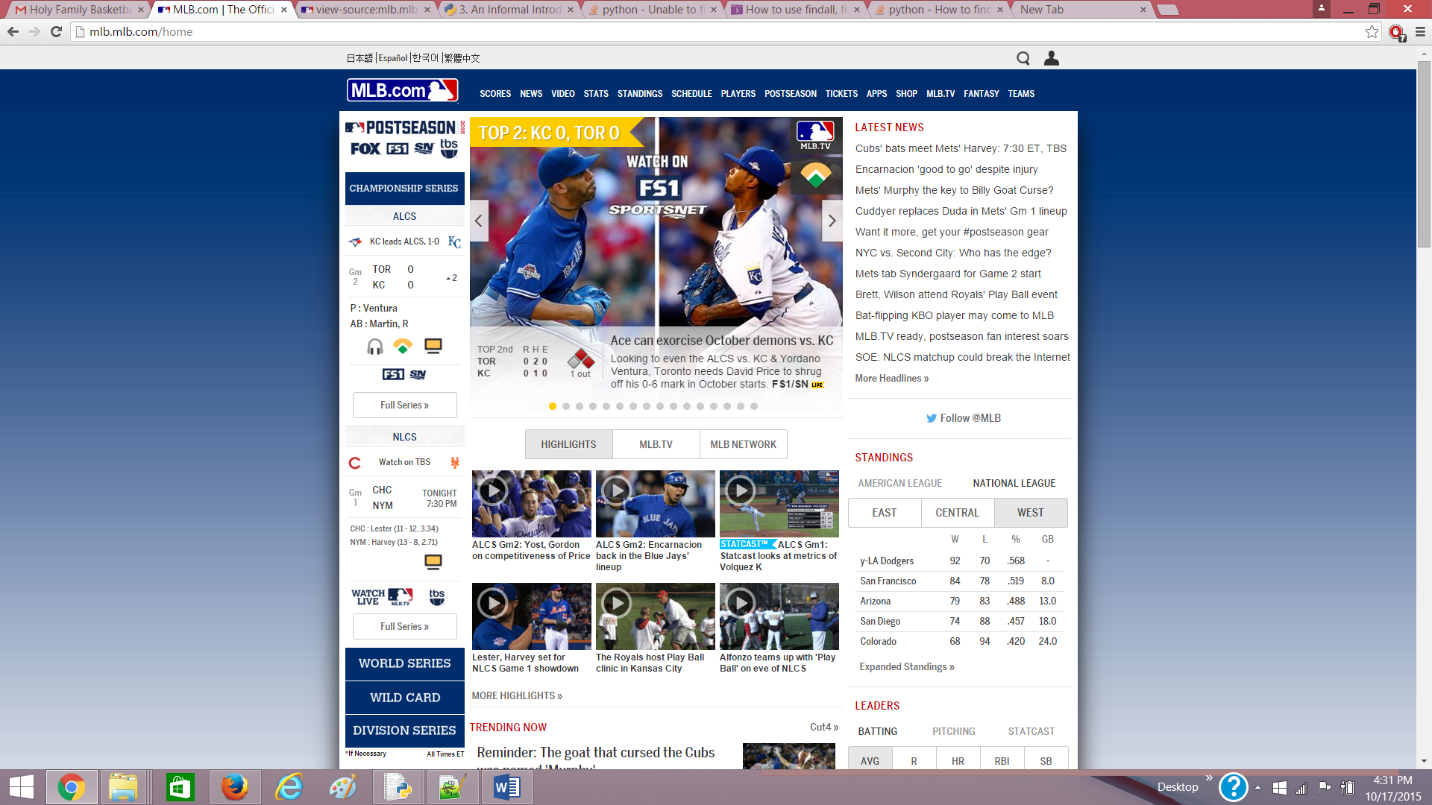 Holy Family Basketba
MLB.com | The Offici
view-source:mlb.mlb
3. An Informal Introd
python - Unable to fi
How to use findall, fi
python - How to find
New Tab
mlb.mlb.com/home
7
日本語 | Español | 한국어 | 繁體中文
MLB.com
SCORES NEWS VIDEO STATS STANDINGS SCHEDULE PLAYERS POSTSEASON TICKETS APPS SHOP MLB.TV FANTASY TEAMS
POSTSEASON
FOX FS1 SN tbs
CHAMPIONSHIP SERIES
ALCS
KC leads ALCS, 1-0 KC
Gm 2
TOR 0
KC 0
2
P : Ventura
AB : Martin, R
FS1 SN
Full Series »
NLCS
Watch on TBS
Gm 1
CHC
NYM
TONIGHT
7:30 PM
CHC : Lester (11 - 12, 3.34)
NYM : Harvey (13 - 8, 2.71)
WATCH LIVE MLB.TV tbs
Full Series »
WORLD SERIES
WILD CARD
DIVISION SERIES
*If Necessary All Times ET
TOP 2: KC 0, TOR 0
MLB.TV
WATCH ON
FS1
SPORTSNET
KC
TOP 2nd R H E
TOR 0 2 0
KC 0 1 0
1 out
Ace can exorcise October demons vs. KC
Looking to even the ALCS vs. KC & Yordano
Ventura, Toronto needs David Price to shrug
off his 0-6 mark in October starts. FS1/SN LIVE
HIGHLIGHTS MLB.TV MLB NETWORK
BLUE JAYS
ALCS Gm2: Yost, Gordon
on competitiveness of Price
ALCS Gm2: Encarnacion
back in the Blue Jays'
lineup
STATCAST™ ALCS Gm1:
Statcast looks at metrics of
Volquez K
Lester, Harvey set for
NLCS Game 1 showdown
The Royals host Play Ball
clinic in Kansas City
Alfonzo teams up with 'Play
Ball' on eve of NLCS
MORE HIGHLIGHTS »
TRENDING NOW Cut4 »
Reminder: The goat that cursed the Cubs
was named 'Murphy'
LATEST NEWS
Cubs' bats meet Mets' Harvey: 7:30 ET, TBS
Encarnacion 'good to go' despite injury
Mets' Murphy the key to Billy Goat Curse?
Cuddyer replaces Duda in Mets' Gm 1 lineup
Want it more, get your #postseason gear
NYC vs. Second City: Who has the edge?
Mets tab Syndergaard for Game 2 start
Brett, Wilson attend Royals' Play Ball event
Bat-flipping KBO player may come to MLB
MLB.TV ready, postseason fan interest soars
SOE: NLCS matchup could break the Internet
More Headlines »
Follow @MLB
STANDINGS
AMERICAN LEAGUE NATIONAL LEAGUE
EAST CENTRAL WEST
W L % GB
y-LA Dodgers 92 70 .568 -
San Francisco 84 78 .519 8.0
Arizona 79 83 .488 13.0
San Diego 74 88 .457 18.0
Colorado 68 94 .420 24.0
Expanded Standings »
LEADERS
BATTING PITCHING STATCAST
AVG R HR RBI SB
Desktop
4:31 PM
10/17/2015